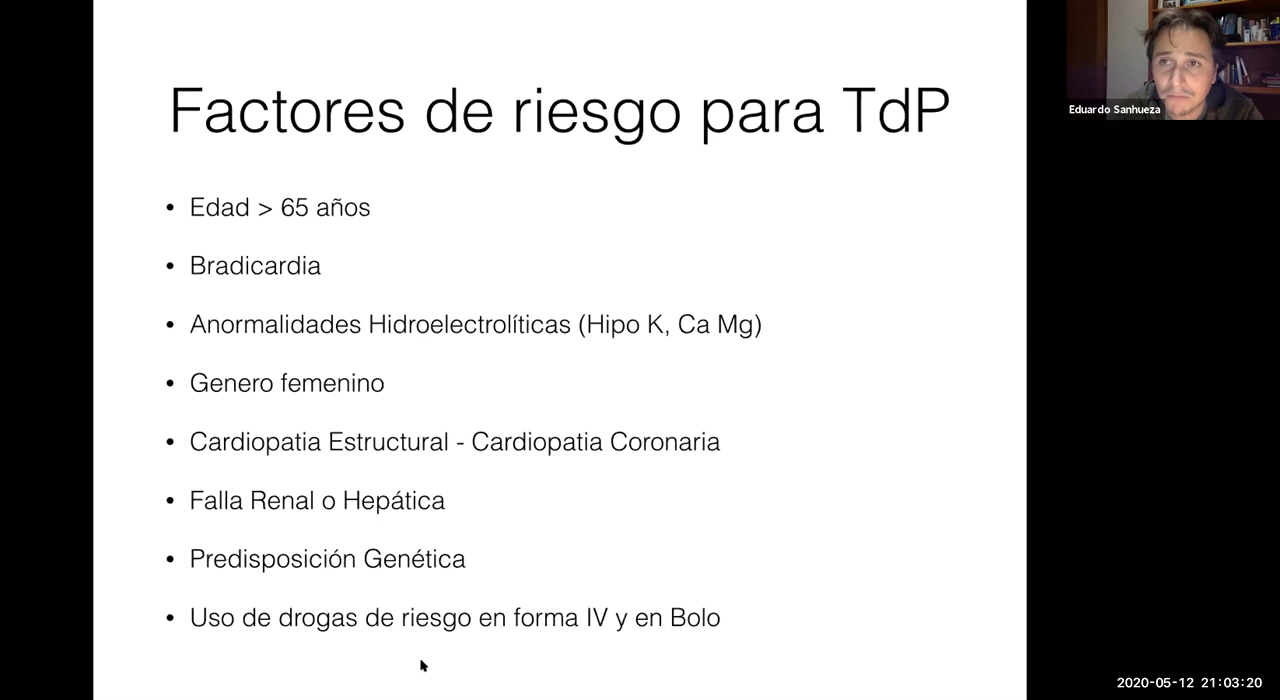 Factores de riesgo para TdP
• Edad > 65 años
• Bradicardia
• Anormalidades Hidroelectrolíticas (Hipo K, Ca Mg)
• Genero femenino
• Cardiopatia Estructural - Cardiopatia Coronaria
• Falla Renal o Hepática
• Predisposición Genética
• Uso de drogas de riesgo en forma IV y en Bolo
Eduardo Sanhueza
2020-05-12 21:03:20